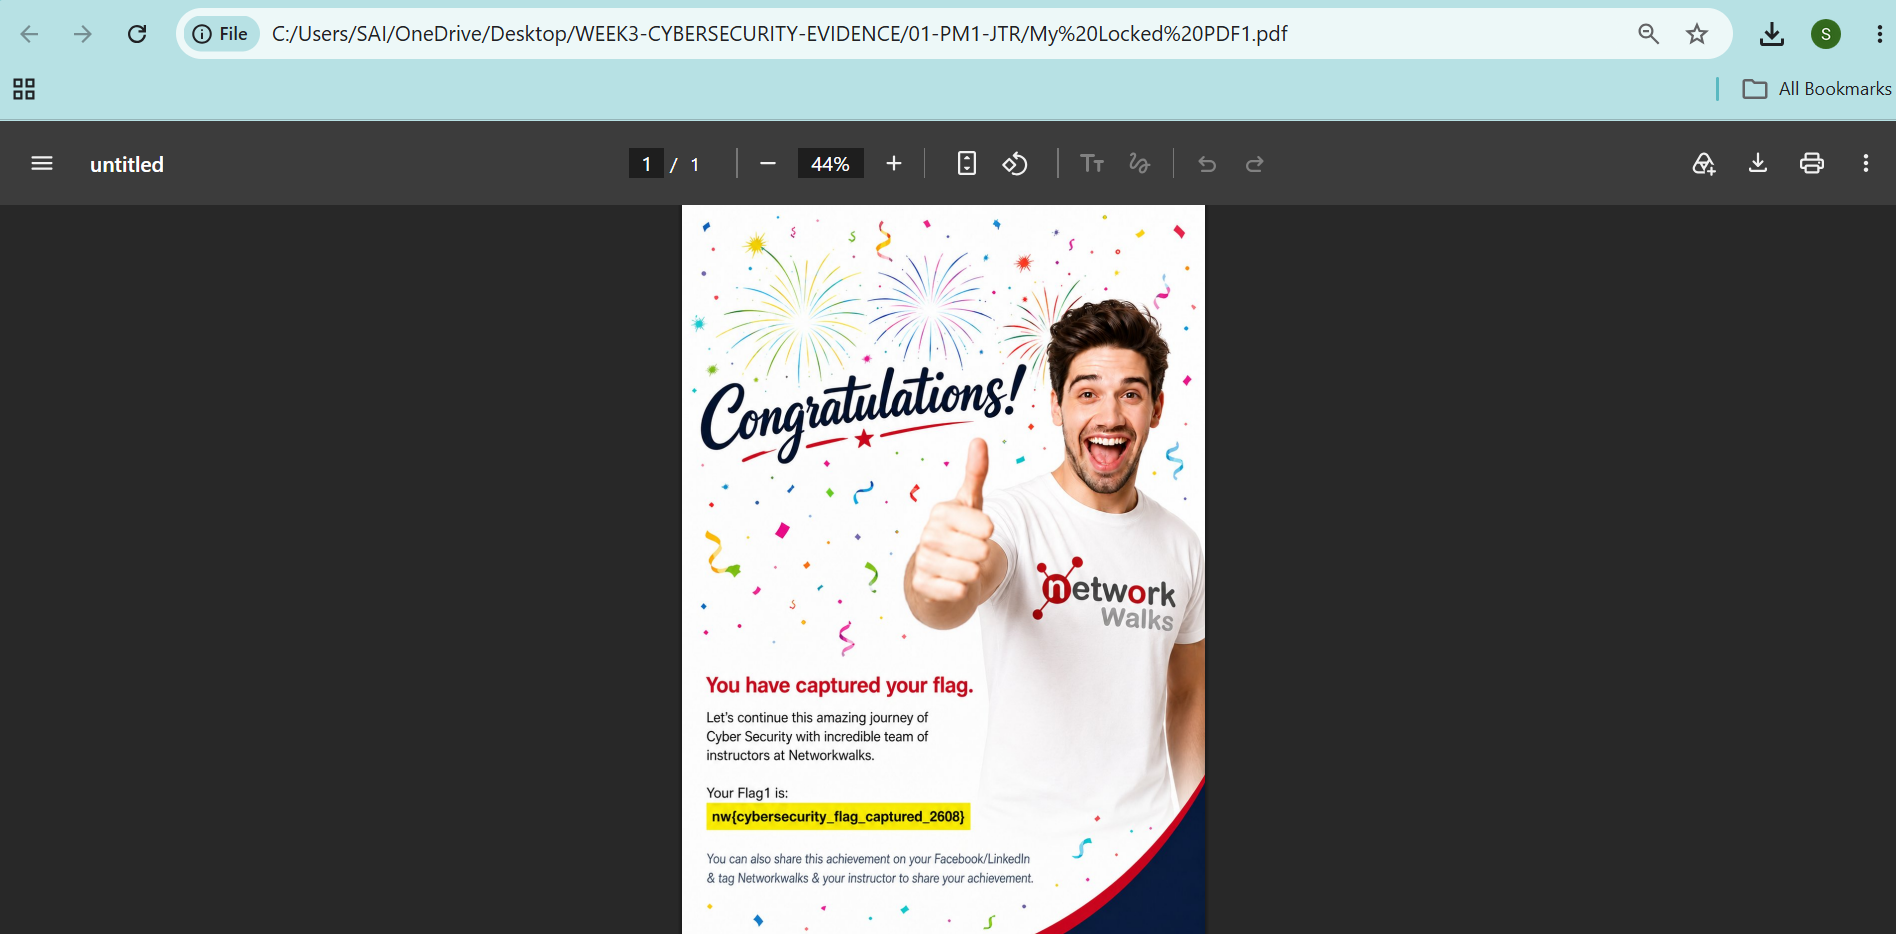 File
C:/Users/SAI/OneDrive/Desktop/WEEK3-CYBERSECURITY-EVIDENCE/01-PM1-JTR/My%20Locked%20PDF1.pdf
S
All Bookmarks
untitled
1 / 1
44%
Congratulations!
network
Walks
You have captured your flag.
Let's continue this amazing journey of
Cyber Security with incredible team of
instructors at Networkwalks.
Your Flag1 is:
nw{cybersecurity_flag_captured_2608}
You can also share this achievement on your Facebook/LinkedIn
& tag Networkwalks & your instructor to share your achievement.